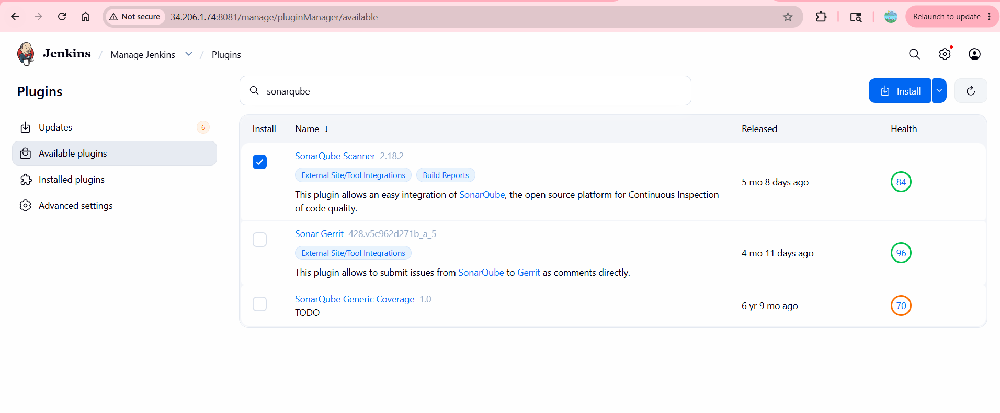 Not secure 34.206.1.74:8081/manage/pluginManager/available Relaunch to update
Jenkins / Manage Jenkins / Plugins
Plugins
sonarqube
Install
Updates 6
Available plugins
Installed plugins
Advanced settings
Install Name ↓ Released Health
SonarQube Scanner 2.18.2
External Site/Tool Integrations Build Reports
This plugin allows an easy integration of SonarQube, the open source platform for Continuous Inspection
of code quality.
5 mo 8 days ago
84
Sonar Gerrit 428.v5c962d271b_a_5
External Site/Tool Integrations
This plugin allows to submit issues from SonarQube to Gerrit as comments directly.
4 mo 11 days ago
96
SonarQube Generic Coverage 1.0
TODO
6 yr 9 mo ago
70